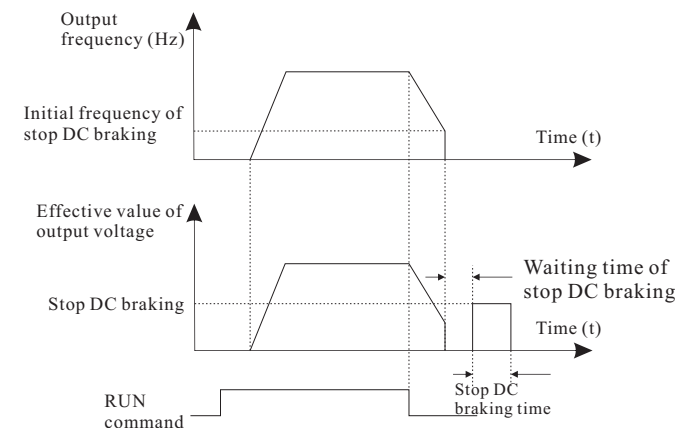 Output
frequency (Hz)
Initial frequency of
stop DC braking
Time (t)
Effective value of
output voltage
Waiting time of
stop DC braking
Stop DC braking
Time (t)
Stop DC
braking time
RUN
command